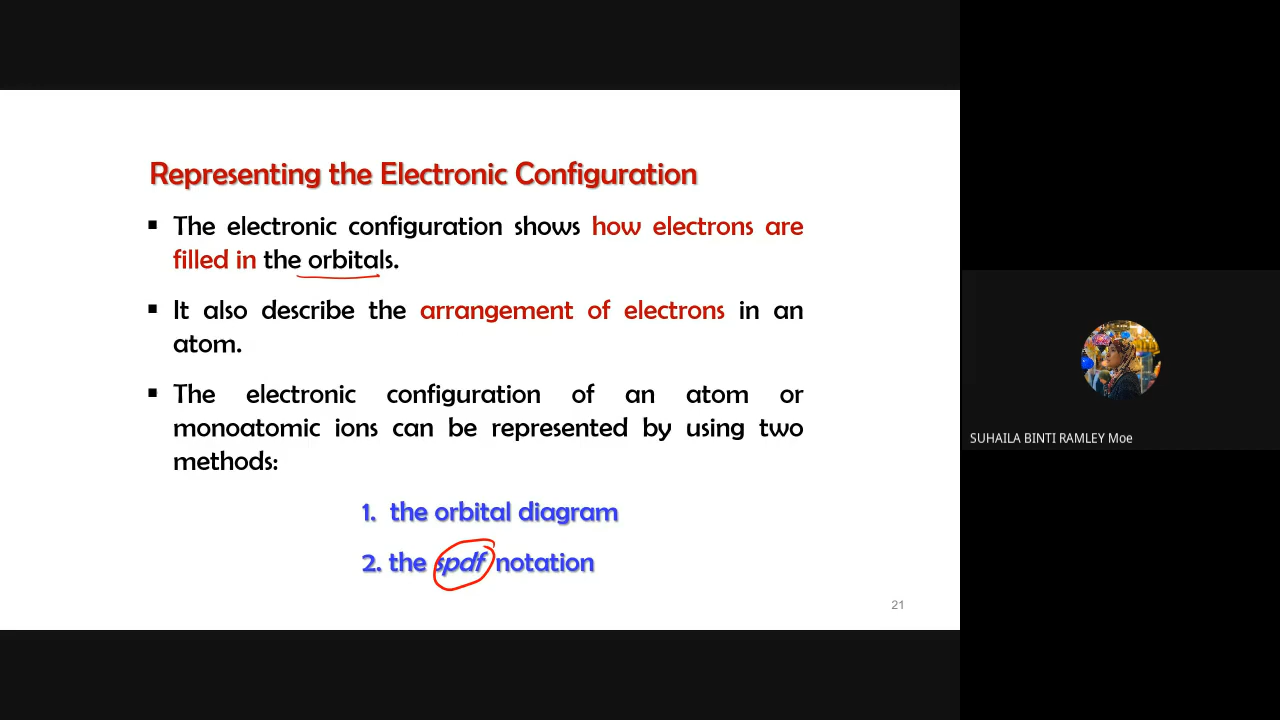 Representing the Electronic Configuration
▪ The electronic configuration shows how electrons are
filled in the orbitals.
▪ It also describe the arrangement of electrons in an
atom.
▪ The electronic configuration of an atom or
monoatomic ions can be represented by using two
methods:
1. the orbital diagram
2. the spdf notation
21
SUHAILA BINTI RAMLEY Moe